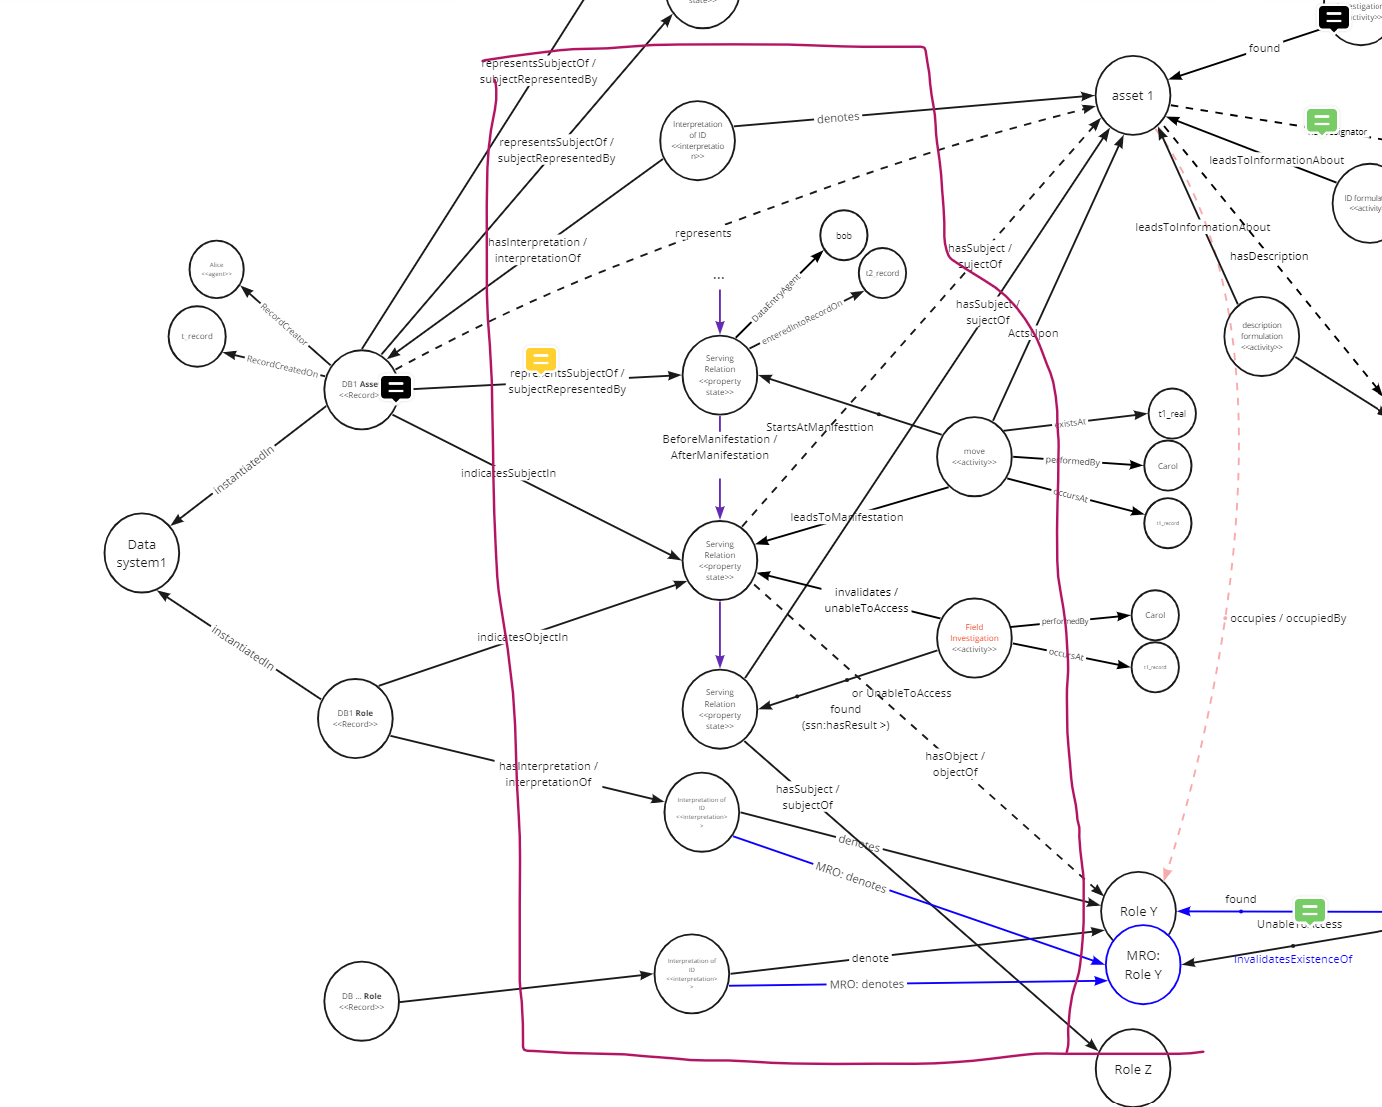 state>>
estigation
<<activity>>
found
representsSubjectOf /
subjectRepresentedBy
asset 1
denotes
Interpretation
of ID
<<interpretatio
n>>
representsSubjectOf /
subjectRepresentedBy
leadsToInformationAbout
ID formula
<<activity
bob
leadsToInformationAbout
represents
hasInterpretation /
interpretationOf
hasSubject /
sujectOf
hasDescription
Alice
<<agent>>
...
t2_record
DataEntryAgent
enteredIntoRecordOn
hasSubject /
sujectOf
ActsUpon
RecordCreator
t_record
description
formulation
<<activity>>
RecordCreatedOn
Serving
Relation
<<property
state>>
representsSubjectOf /
subjectRepresentedBy
DB1 Asse
<<Record>
t1_real
existsAt
StartsAtManifesttion
BeforeManifestation /
AfterManifestation
move
<<activity>>
performedBy
Carol
instantiatedIn
indicatesSubjectIn
occursAt
leadsToManifestation
t1_record
Data
system1
Serving
Relation
<<property
state>>
invalidates /
unableToAccess
Carol
performedBy
occupies / occupiedBy
Field
Investigation
<<activity>>
indicatesObjectIn
instantiatedIn
occursAt
t1_record
or UnableToAccess
found
(ssn:hasResult >)
Serving
Relation
<<property
state>>
DB1 Role
<<Record>>
hasObject /
objectOf
hasInterpretation /
interpretationOf
hasSubject /
subjectOf
Interpretation of
ID
<<interpretation>
>
denotes
MRO: denotes
Role Y
found
UnableToAccess
denote
MRO:
Role Y
invalidatesExistenceOf
Interpretation of
ID
<<interpretation>
>
MRO: denotes
DB ... Role
<<Record>>
Role Z